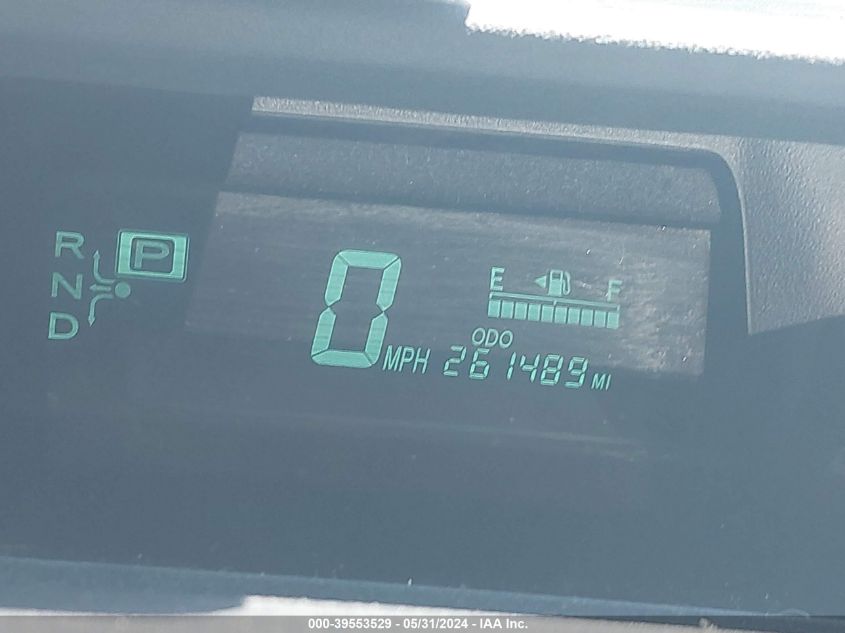 R P
N
D
0 MPH
E F
ODO
261489 MI
000-39553529 - 05/31/2024 - IAA Inc.